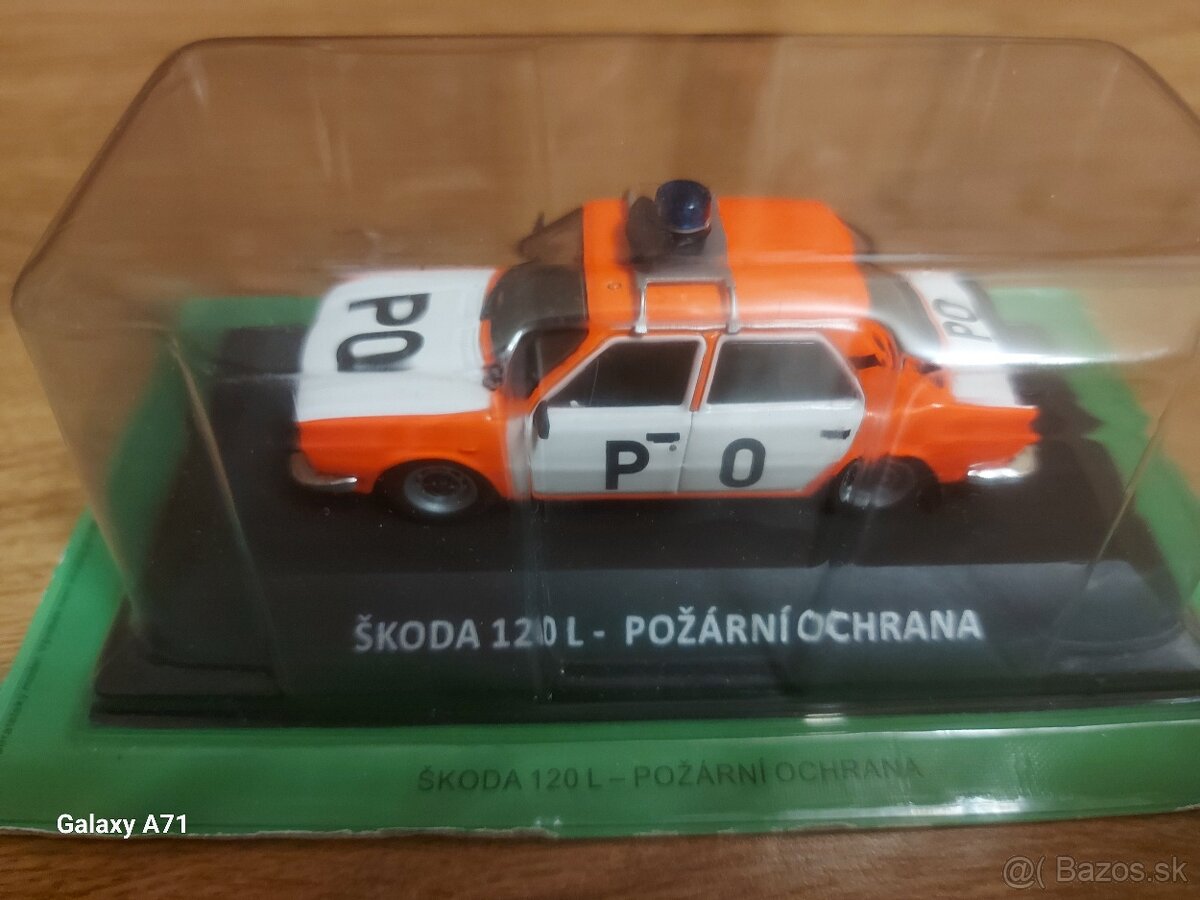 PO
PO
P O
ŠKODA 120 L - POŽÁRNÍ OCHRANA
ŠKODA 120 L – POŽÁRNÍ OCHRANA
Galaxy A71
@( Bazos.sk